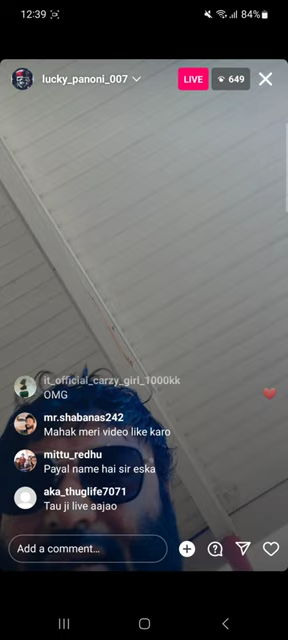 12:39
84%
lucky_panoni_007
LIVE
649
it_official_carzy_girl_1000kk
OMG
mr.shabanas242
Mahak meri video like karo
mittu_redhu
Payal name hai sir eska
aka_thuglife7071
Tau ji live aajao
Add a comment...